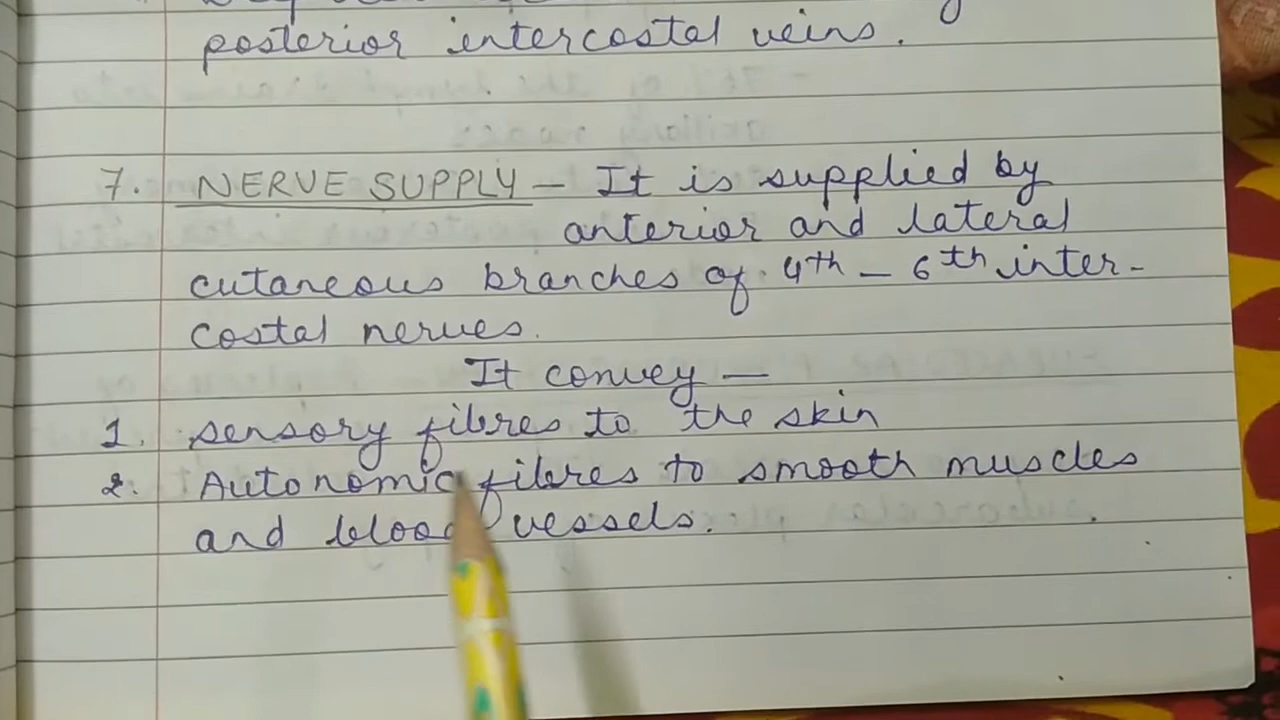 posterior intercostal veins.
7. NERVE SUPPLY – It is supplied by
anterior and lateral
cutaneous branches of 4th – 6th inter-
costal nerves.
It convey –
1. sensory fibres to the skin
2. Autonomic fibres to smooth muscles
and blood vessels.